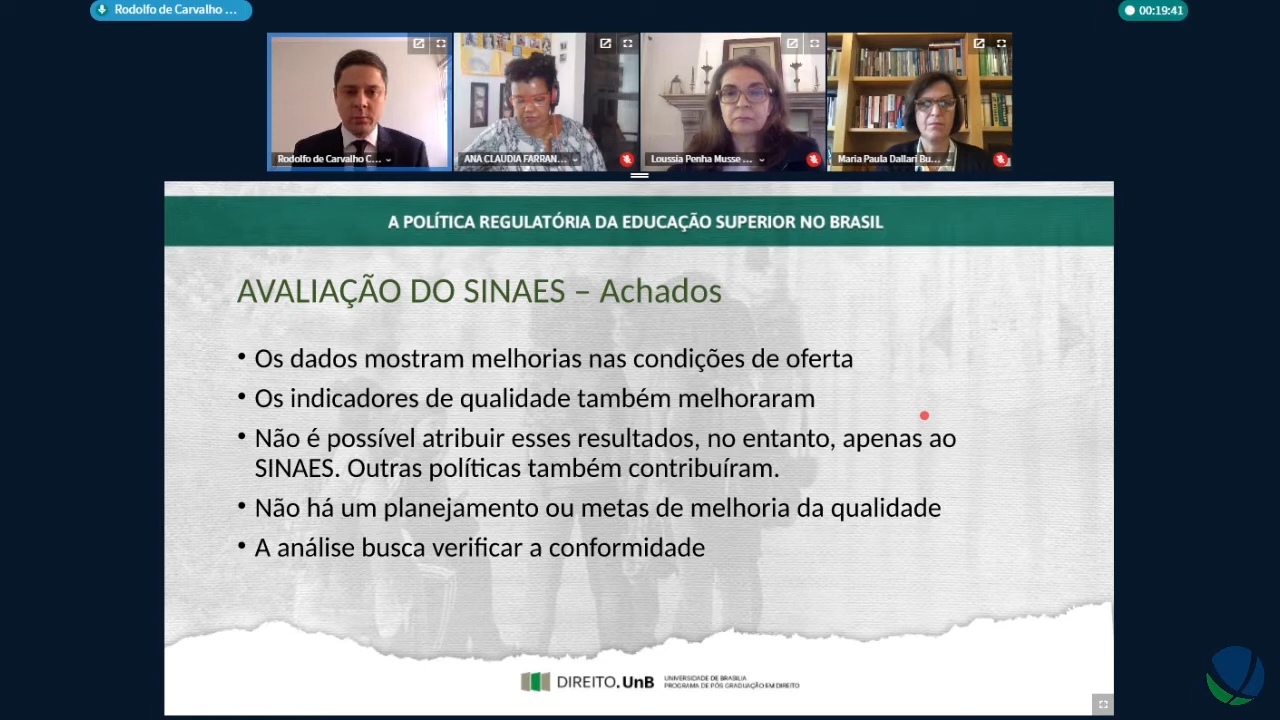 Rodolfo de Carvalho ...
00:19:41
Rodolfo de Carvalho C...
ANA CLAUDIA FARRAN...
Loussia Penha Musse ...
Maria Paula Dallari Bu...
A POLÍTICA REGULATÓRIA DA EDUCAÇÃO SUPERIOR NO BRASIL
AVALIAÇÃO DO SINAES – Achados
• Os dados mostram melhorias nas condições de oferta
• Os indicadores de qualidade também melhoraram
• Não é possível atribuir esses resultados, no entanto, apenas ao
SINAES. Outras políticas também contribuíram.
• Não há um planejamento ou metas de melhoria da qualidade
• A análise busca verificar a conformidade
DIREITO.UnB
UNIVERSIDADE DE BRASÍLIA
PROGRAMA DE PÓS GRADUAÇÃO EM DIREITO